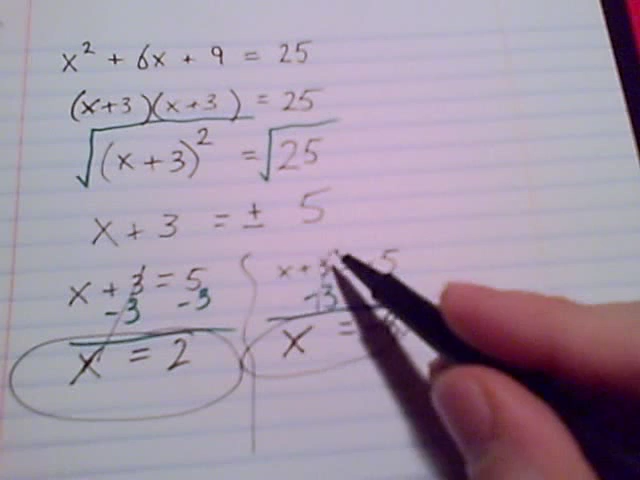 x² + 6x + 9 = 25
(x+3)(x+3) = 25
√(x+3)² = √25
x + 3 = ± 5
x + 3 = 5
-3 -3
x = 2
x + 3 -5
-3
x =